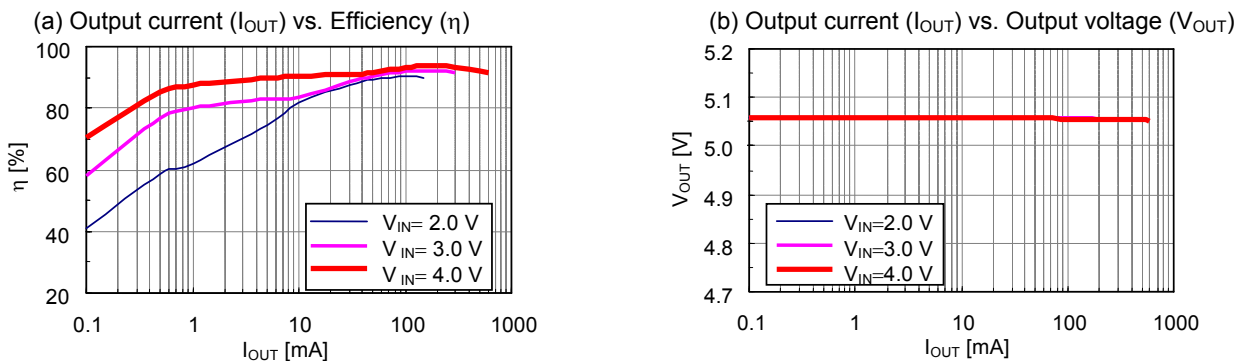 (a) Output current (IOUT) vs. Efficiency (η)
100
80
60
40
20
η [%]
VIN= 2.0 V
VIN= 3.0 V
VIN= 4.0 V
0.1 1 10 100 1000
IOUT [mA]
(b) Output current (IOUT) vs. Output voltage (VOUT)
5.2
5.1
5.0
4.9
4.8
4.7
VOUT [V]
VIN=2.0 V
VIN=3.0 V
VIN=4.0 V
0.1 1 10 100 1000
IOUT [mA]